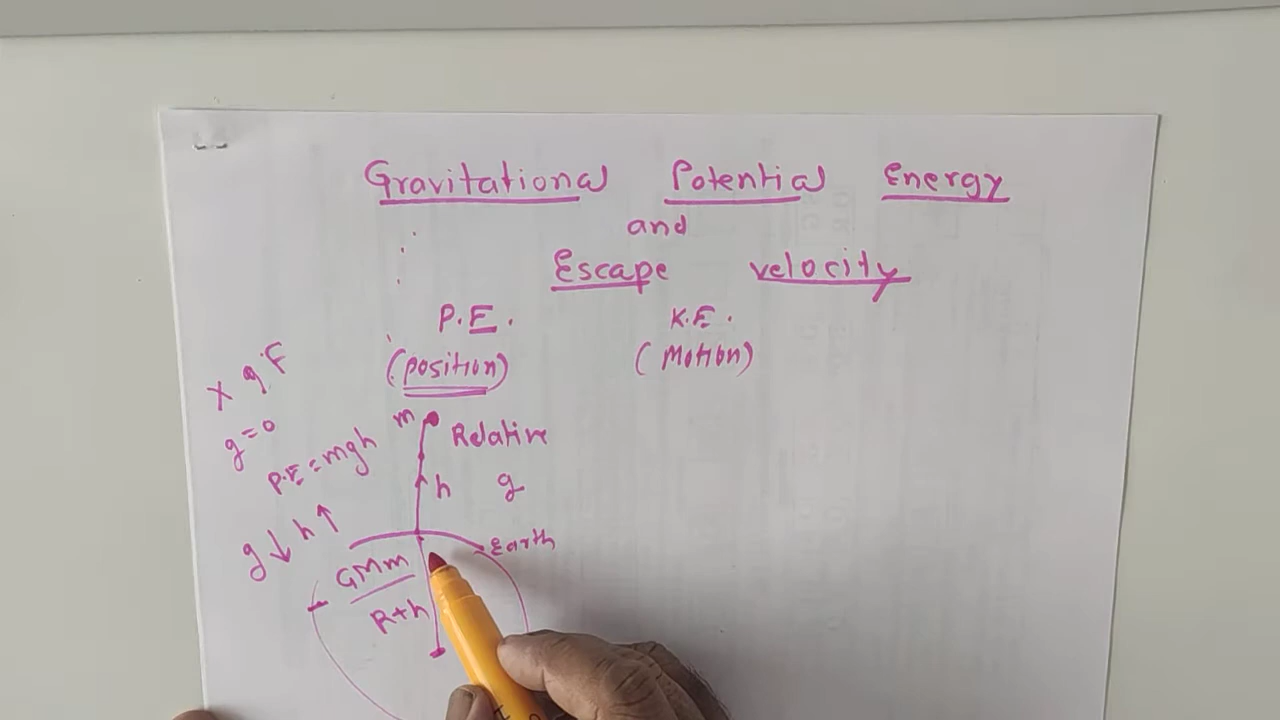 Gravitational Potential Energy
and
Escape velocity
P.E. K.E.
(position) (Motion)
x g.F
g=0
P.E=mgh
g↓ h↑
m Relative
h g
Earth
GMm
R+h